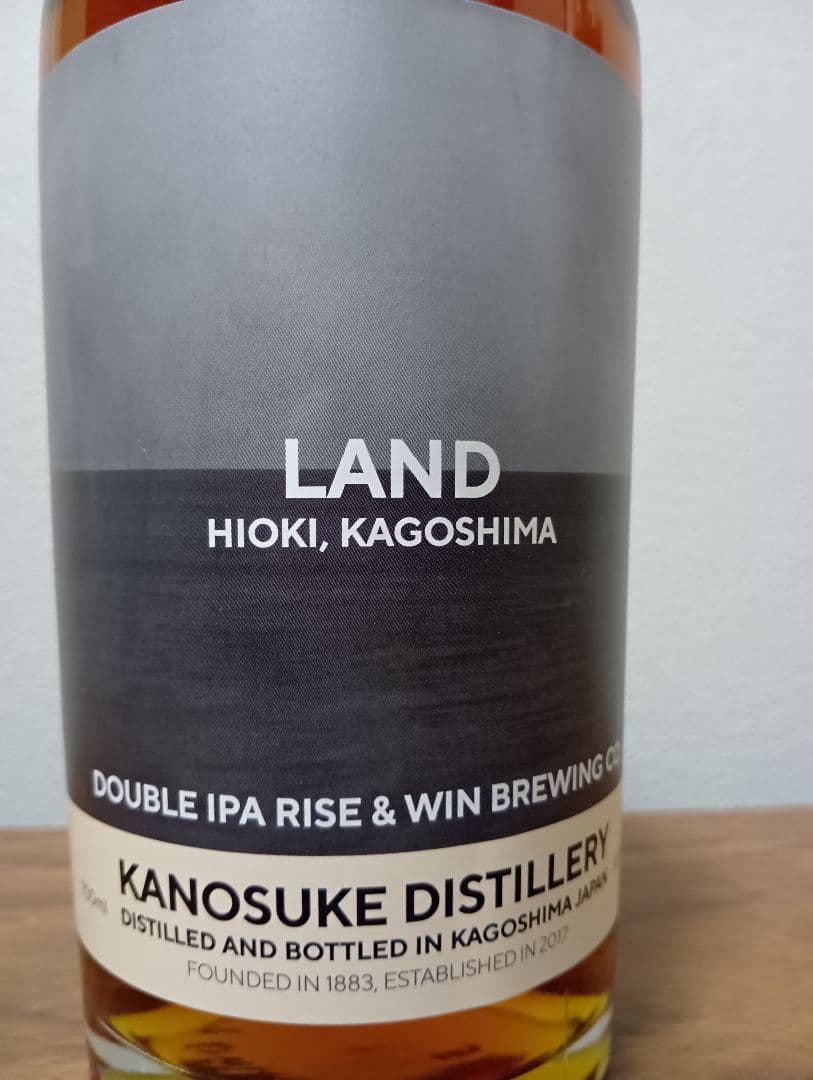 LAND
HIOKI, KAGOSHIMA
DOUBLE IPA RISE & WIN BREWING CO
KANOSUKE DISTILLERY
700ml
DISTILLED AND BOTTLED IN KAGOSHIMA JAPAN
FOUNDED IN 1883, ESTABLISHED IN 2017